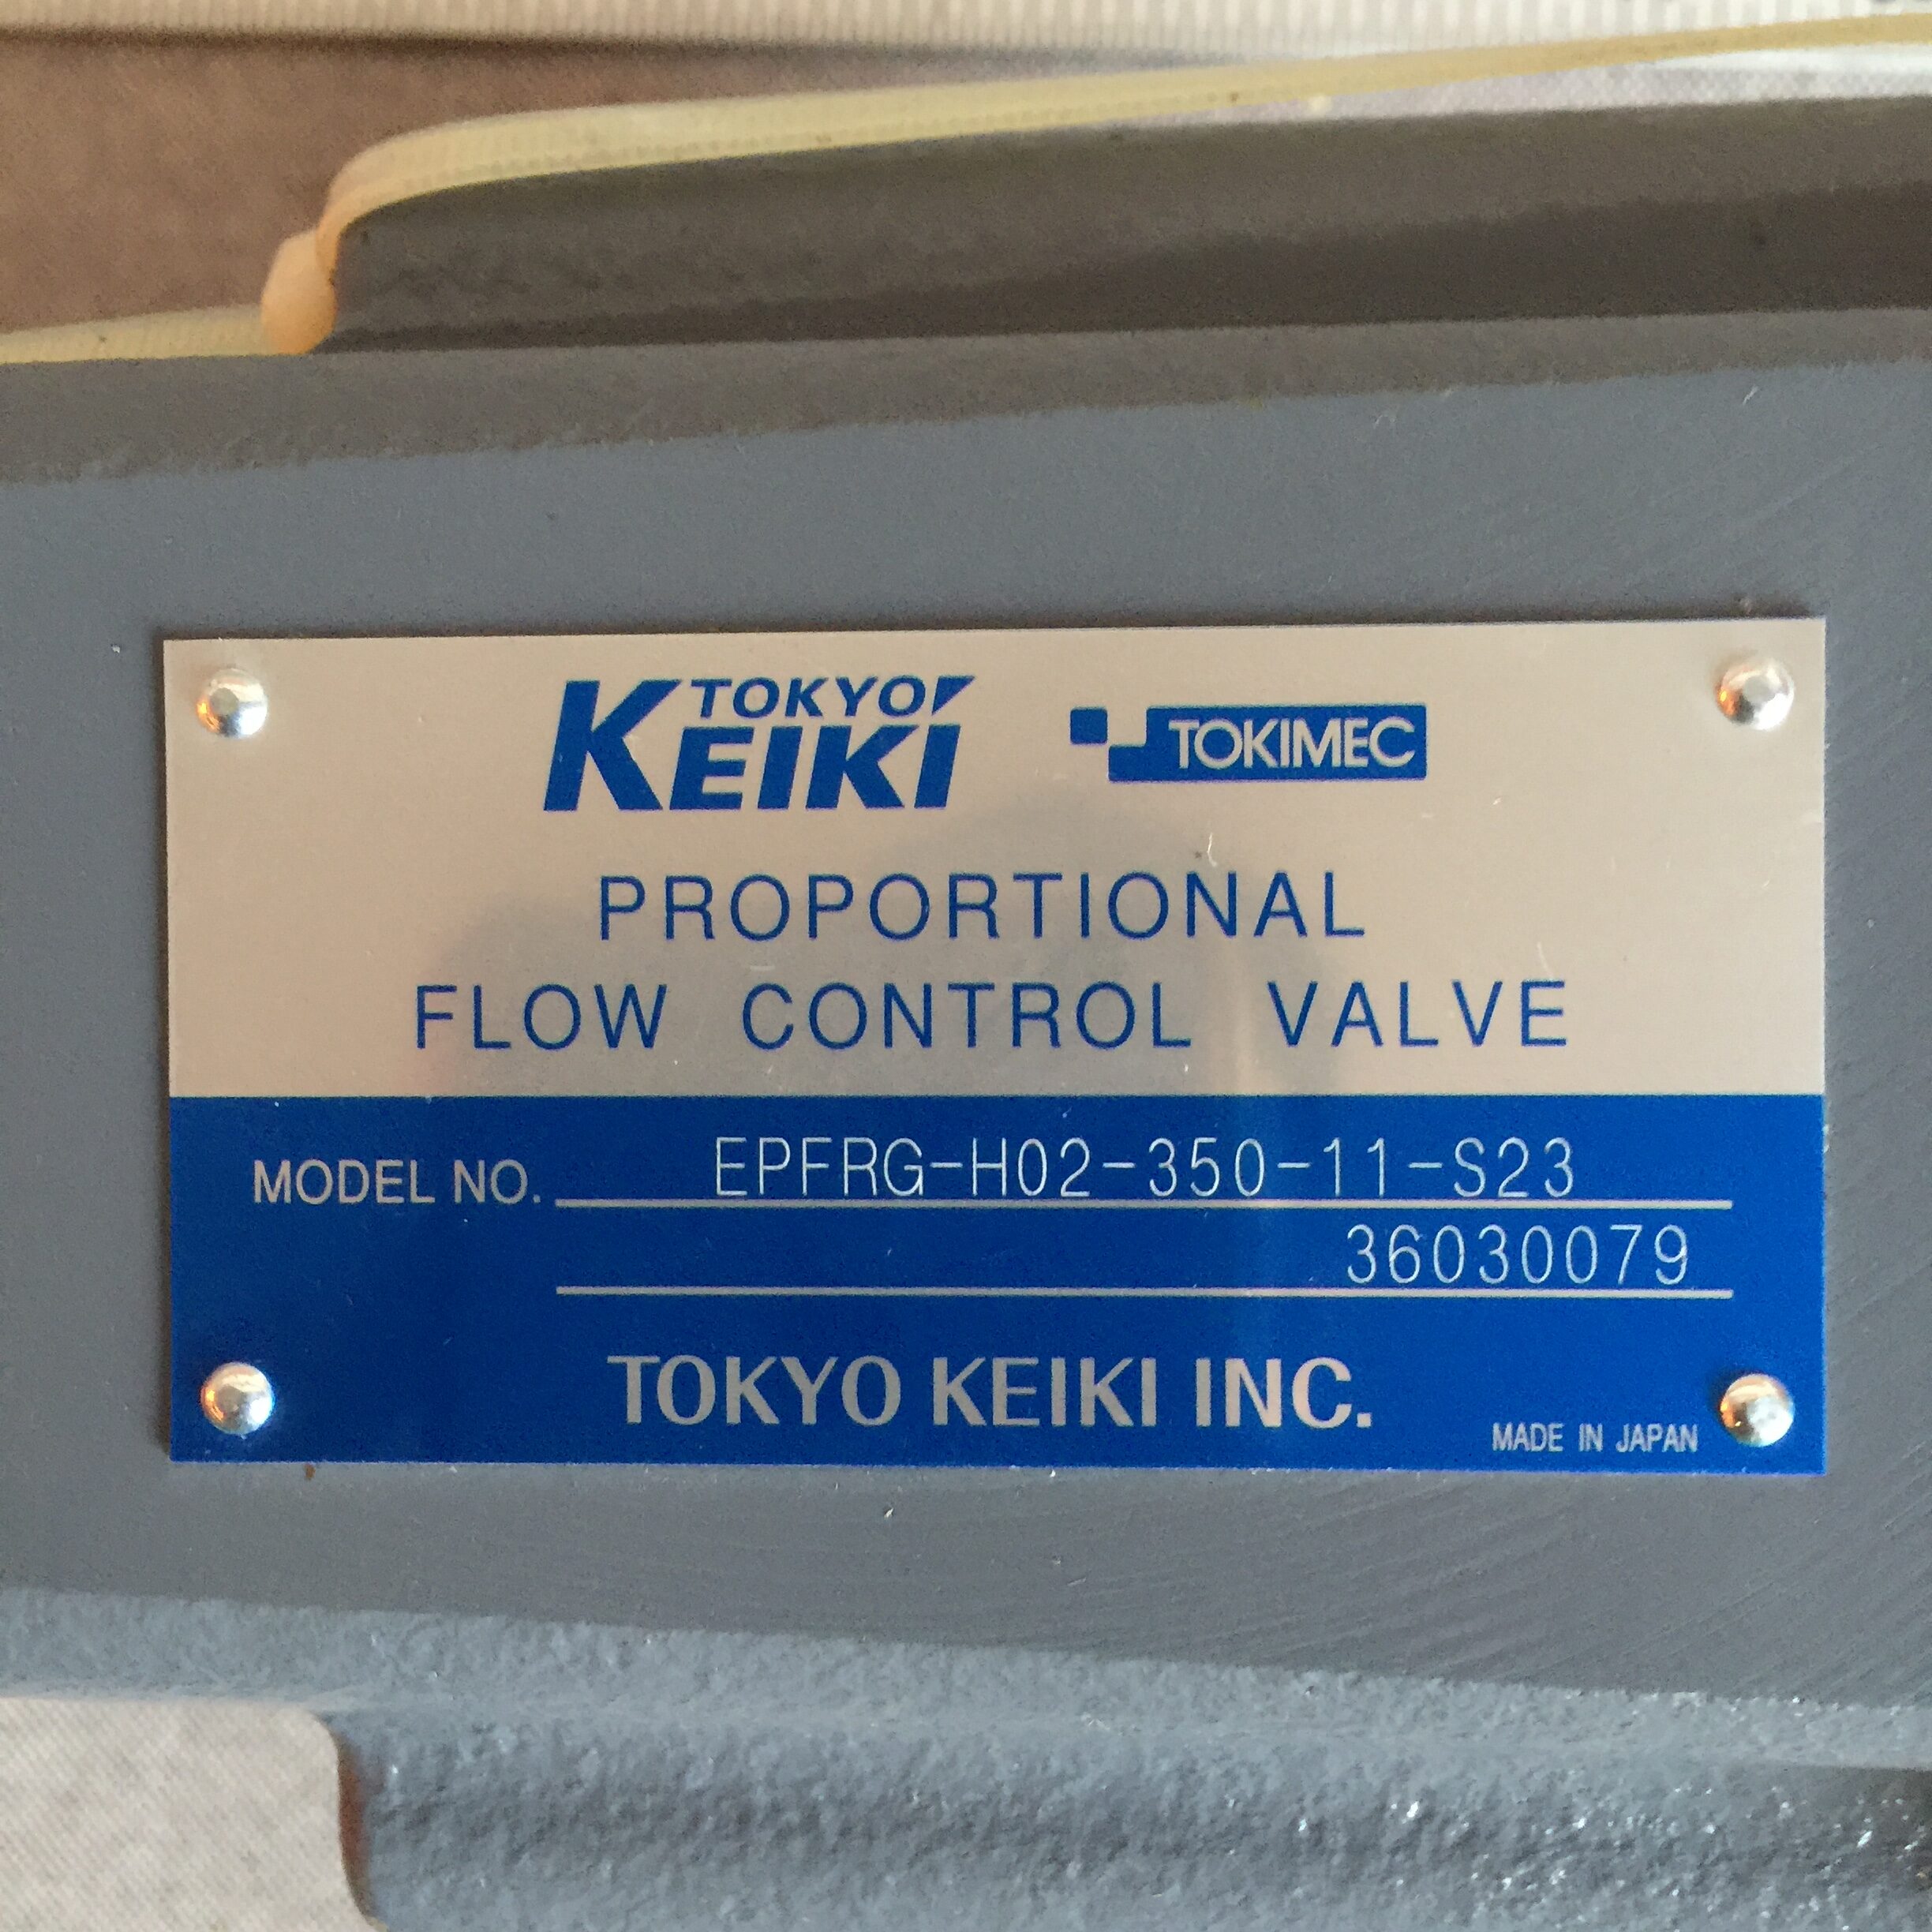 TOKYO KEIKI TOKIMEC
PROPORTIONAL
FLOW CONTROL VALVE
MODEL NO. EPFRG-H02-350-11-S23
36030079
TOKYO KEIKI INC.
MADE IN JAPAN